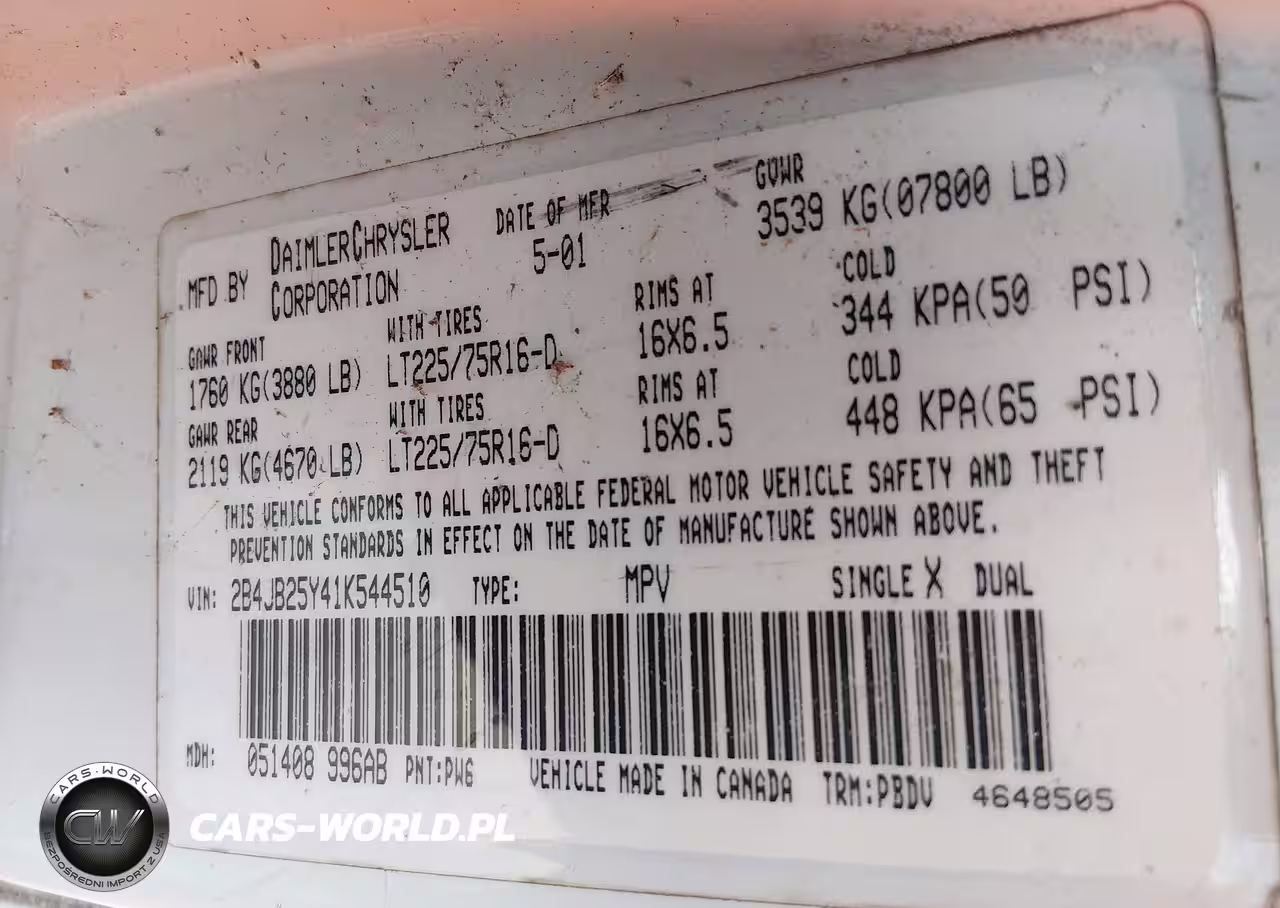 MFD BY DAIMLERCHRYSLER CORPORATION DATE OF MFR 5-01 GVWR 3539 KG(07800 LB)
GAWR FRONT WITH TIRES RIMS AT COLD
1760 KG(3880 LB) LT225/75R16-D 16X6.5 344 KPA(50 PSI)
GAWR REAR WITH TIRES RIMS AT COLD
2119 KG(4670 LB) LT225/75R16-D 16X6.5 448 KPA(65 PSI)
THIS VEHICLE CONFORMS TO ALL APPLICABLE FEDERAL MOTOR VEHICLE SAFETY AND THEFT
PREVENTION STANDARDS IN EFFECT ON THE DATE OF MANUFACTURE SHOWN ABOVE.
VIN: 2B4JB25Y41K544510 TYPE: MPV SINGLE X DUAL
MDH: 051408 996AB PNT:PW6 VEHICLE MADE IN CANADA TRM:PBDV 4648505
CARS-WORLD
CW
BEZPOŚREDNI IMPORT Z USA
CARS-WORLD.PL